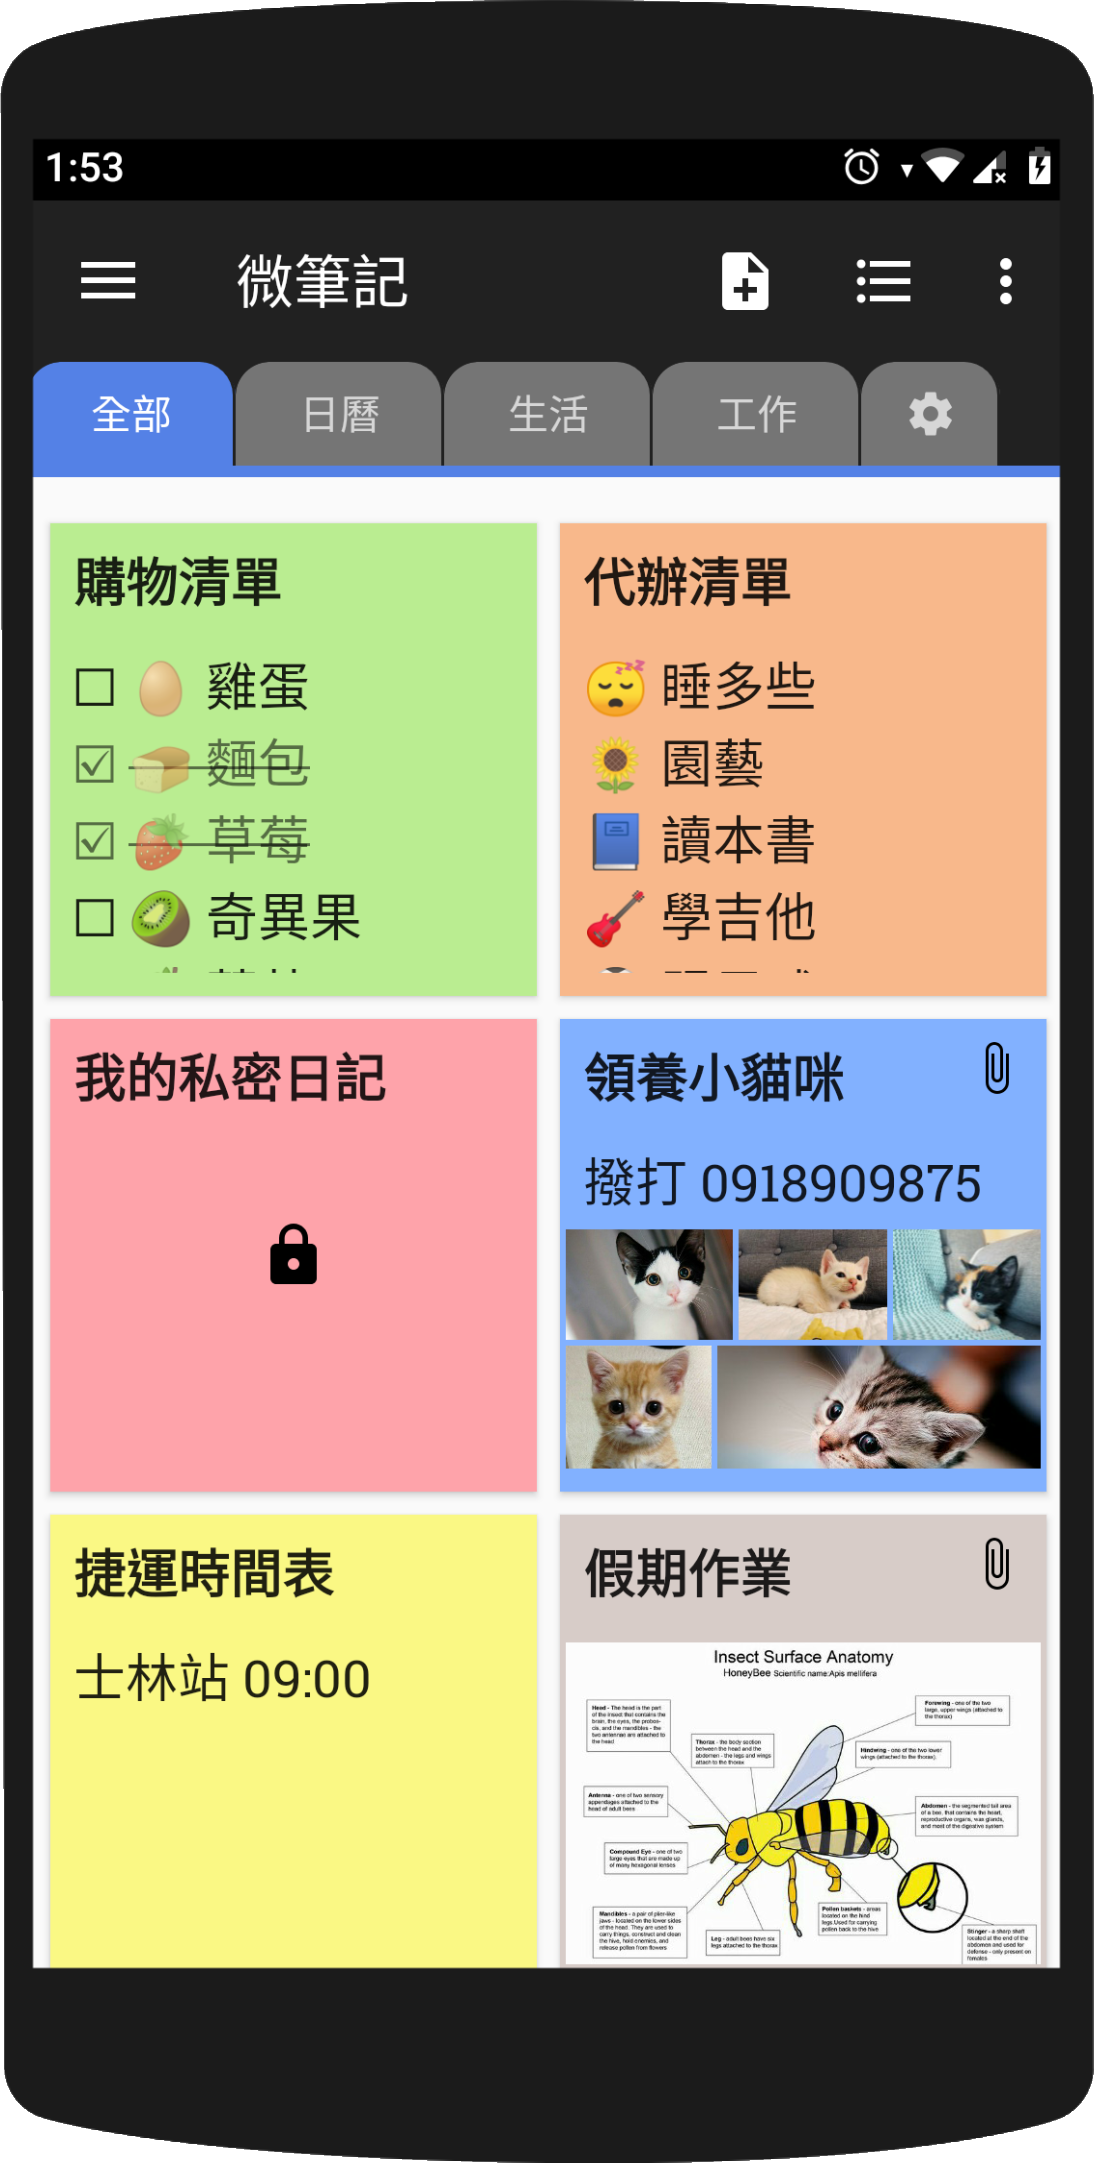 1:53
微筆記
全部 日曆 生活 工作
購物清單
雞蛋
麵包
草莓
奇異果
代辦清單
睡多些
園藝
讀本書
學吉他
我的私密日記
領養小貓咪
撥打 0918909875
捷運時間表
士林站 09:00
假期作業
Insect Surface Anatomy
HoneyBee Scientific name:Apis mellifera
Head - The head is the part
of the insect that contains the
brain, the eyes, the probos-
cis, and the mandibles - the
two antennae are attached to
the head
Forewing - one of the two
large, upper wings (attached to
the thorax)
Thorax - the body section
between the head and the
abdomen - the legs and wings
attach to the thorax
Hindwing - one of the two lower
wings (attached to the thorax).
Antenna - one of two sensory
appendages attached to the
head of adult bees
Abdomen - the segmented tail area
of a bee, that contains the heart,
reproductive organs, wax glands,
and most of the digestive system
Compound Eye - one of two
large eyes that are made up
of many hexagonal lenses
Mandibles - a pair of plier-like
jaws - located on the lower sides
of the head. They are used to
carry things, construct and clean
the hive, fend enemies, and
release pollen from flowers
Pollen baskets - areas
located on the hind
legs.Used for carrying
pollen back to the hive
Leg - adult bees have six
legs attached to the thorax
Stinger - a sharp shaft
located at the end of the
abdomen and used for
defense - only present on
females